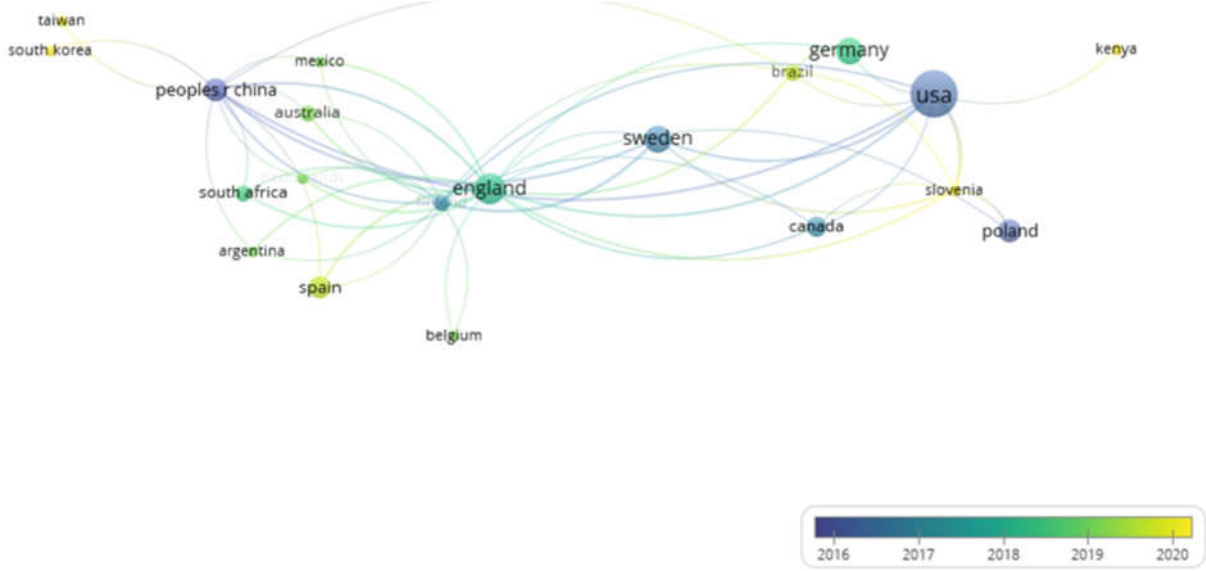 taiwan
south korea
mexico
peoples r china
australia
south africa
argentina
spain
belgium
england
sweden
germany
brazil
usa
kenya
slovenia
canada
poland
2016 2017 2018 2019 2020